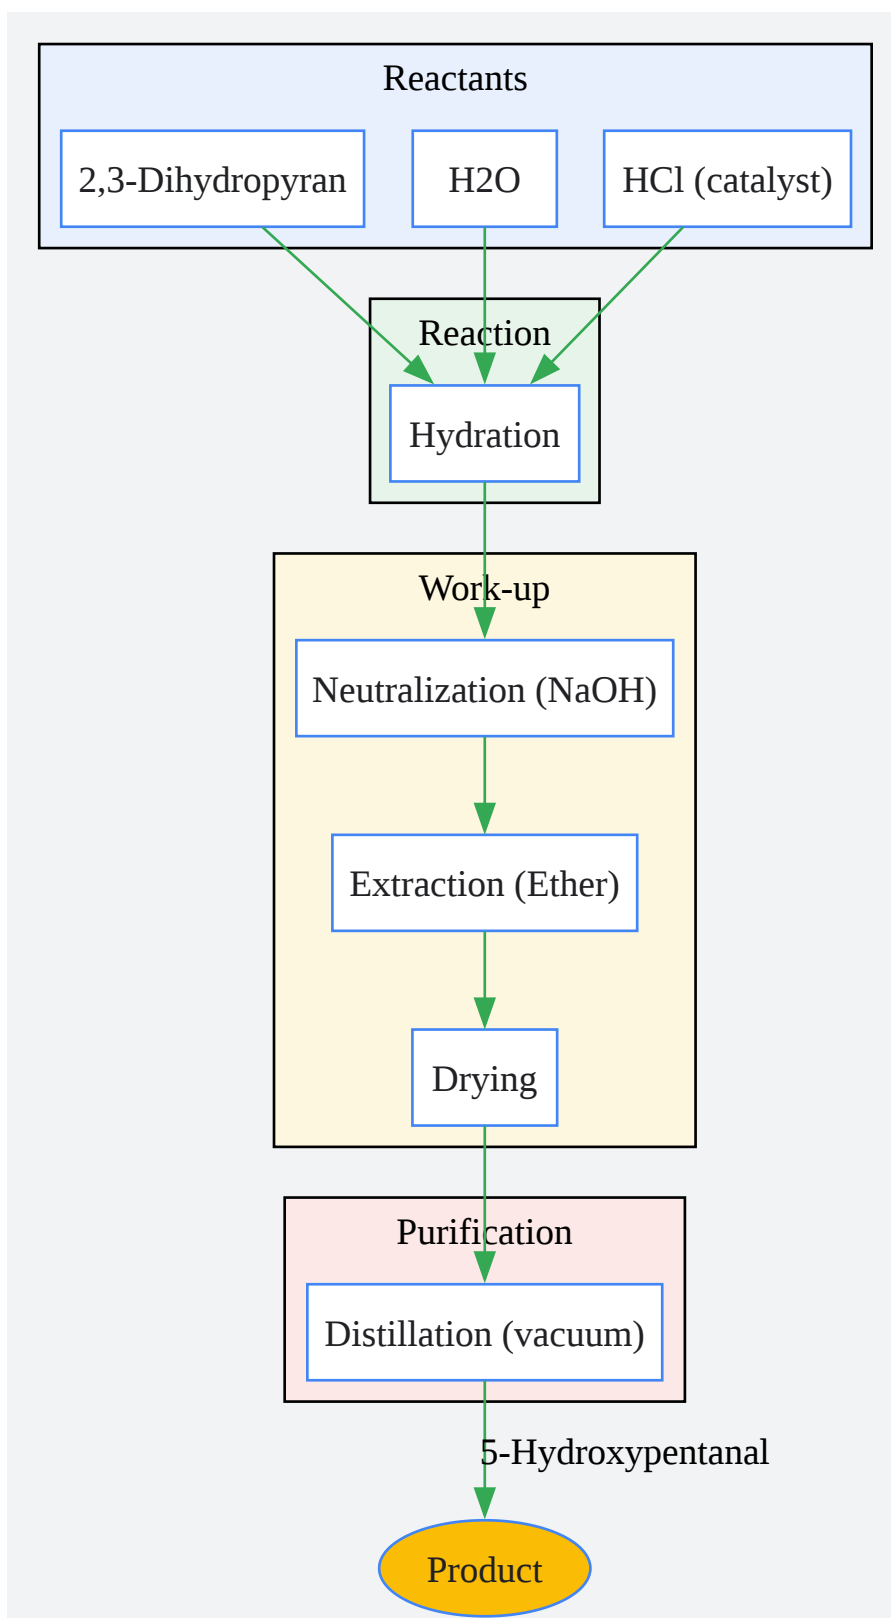 Reactants
2,3-Dihydropyran
H2O
HCl (catalyst)
Reaction
Hydration
Work-up
Neutralization (NaOH)
Extraction (Ether)
Drying
Purification
Distillation (vacuum)
5-Hydroxypentanal
Product